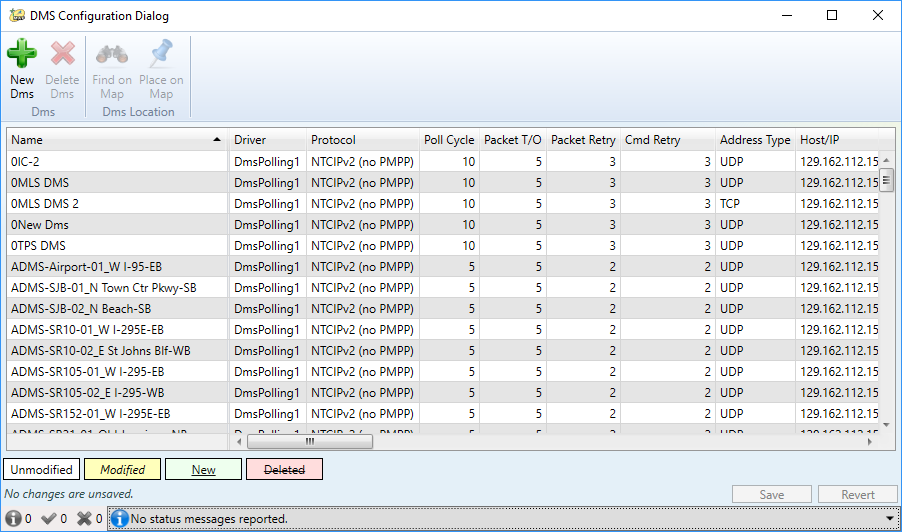 DMS Configuration Dialog
New Dms
Delete Dms
Find on Map
Place on Map
Dms
Dms Location
Name Driver Protocol Poll Cycle Packet T/O Packet Retry Cmd Retry Address Type Host/IP
0IC-2 DmsPolling1 NTCIPv2 (no PMPP) 10 5 3 3 UDP 129.162.112.15
0MLS DMS DmsPolling1 NTCIPv2 (no PMPP) 10 5 3 3 UDP 129.162.112.15
0MLS DMS 2 DmsPolling1 NTCIPv2 (no PMPP) 10 5 3 3 TCP 129.162.112.15
0New Dms DmsPolling1 NTCIPv2 (no PMPP) 10 5 3 3 UDP 129.162.112.15
0TPS DMS DmsPolling1 NTCIPv2 (no PMPP) 10 5 3 3 UDP 129.162.112.15
ADMS-Airport-01_W I-95-EB DmsPolling1 NTCIPv2 (no PMPP) 5 5 2 2 UDP 129.162.112.15
ADMS-SJB-01_N Town Ctr Pkwy-SB DmsPolling1 NTCIPv2 (no PMPP) 5 5 2 2 UDP 129.162.112.15
ADMS-SJB-02_N Beach-SB DmsPolling1 NTCIPv2 (no PMPP) 5 5 2 2 UDP 129.162.112.15
ADMS-SR10-01_W I-295E-EB DmsPolling1 NTCIPv2 (no PMPP) 5 5 2 2 UDP 129.162.112.15
ADMS-SR10-02_E St Johns Blf-WB DmsPolling1 NTCIPv2 (no PMPP) 5 5 2 2 UDP 129.162.112.15
ADMS-SR105-01_W I-295-EB DmsPolling1 NTCIPv2 (no PMPP) 5 5 2 2 UDP 129.162.112.15
ADMS-SR105-02_E I-295-WB DmsPolling1 NTCIPv2 (no PMPP) 5 5 2 2 UDP 129.162.112.15
ADMS-SR152-01_W I-295E-EB DmsPolling1 NTCIPv2 (no PMPP) 5 5 2 2 UDP 129.162.112.15
Unmodified Modified New Deleted
No changes are unsaved.
Save Revert
0 0 0 No status messages reported.